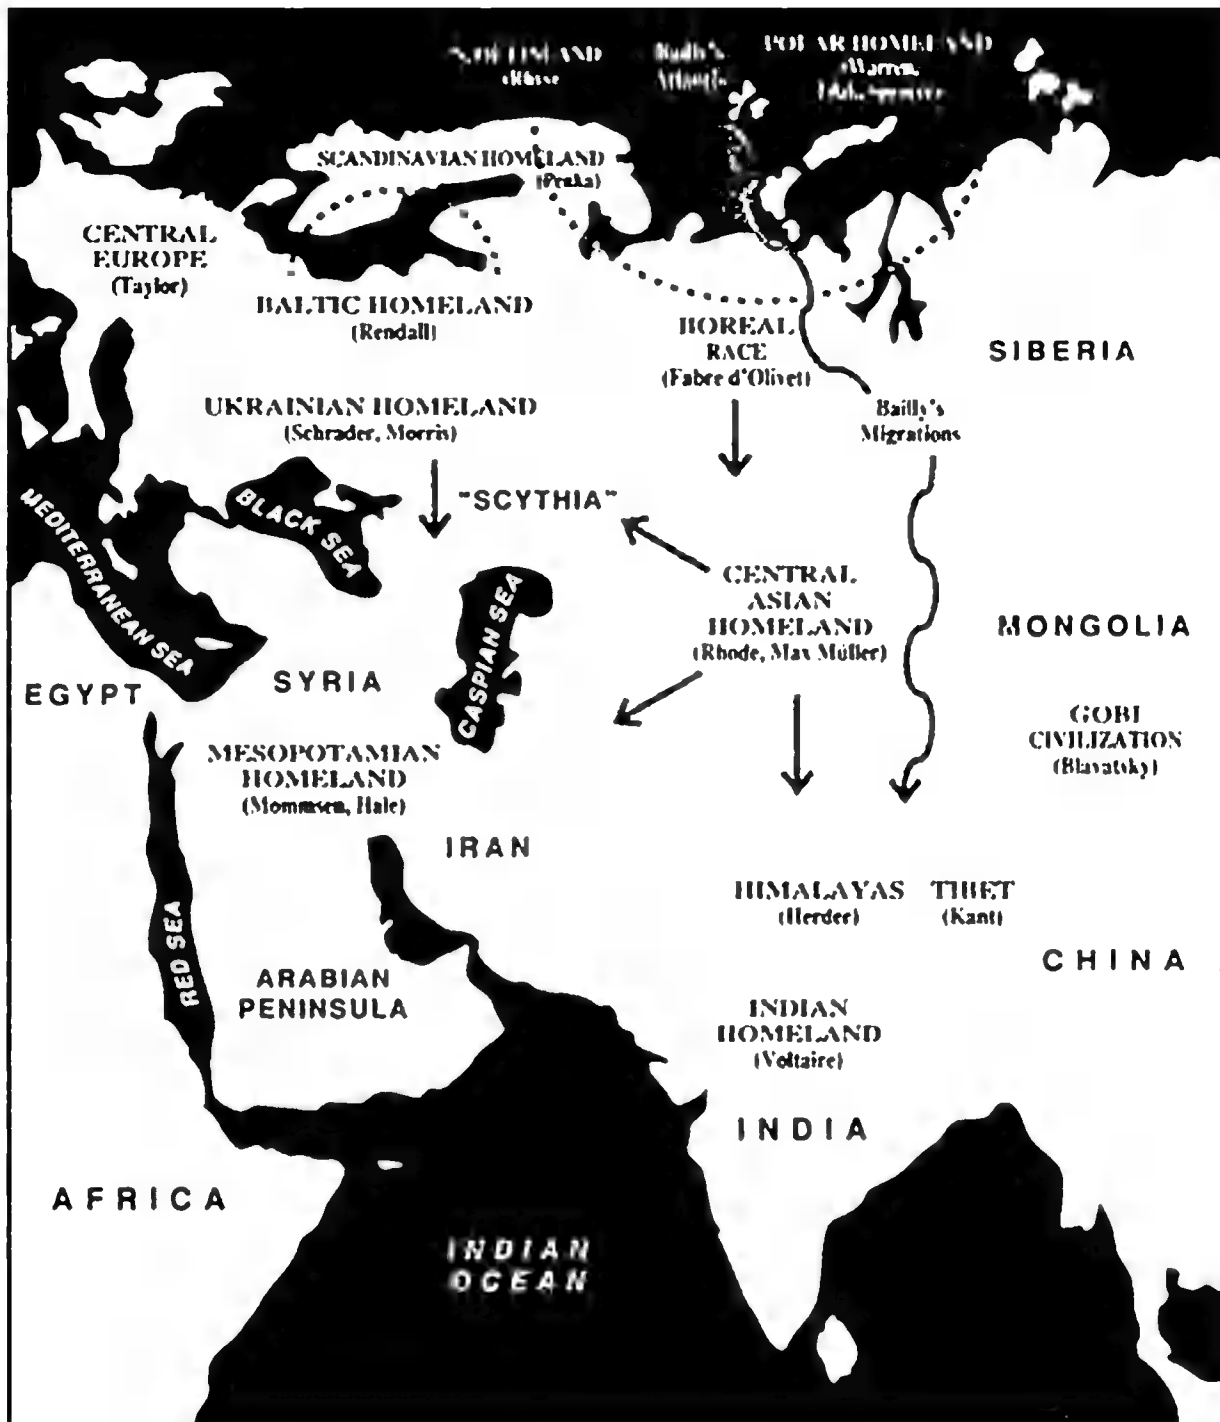 POLAR HOMELAND
(Warren,
Bailly's
Atlantis
SCANDINAVIAN HOMELAND
(Penka)
CENTRAL
EUROPE
(Taylor)
BALTIC HOMELAND
(Rendall)
BOREAL
RACE
(Fabre d'Olivet)
SIBERIA
UKRAINIAN HOMELAND
(Schrader, Morris)
Bailly's
Migrations
"SCYTHIA"
BLACK SEA
MEDITERRANEAN SEA
CENTRAL
ASIAN
HOMELAND
(Rhode, Max Müller)
CASPIAN SEA
MONGOLIA
EGYPT
SYRIA
GOBI
CIVILIZATION
(Blavatsky)
MESOPOTAMIAN
HOMELAND
(Mommsen, Hale)
IRAN
HIMALAYAS
(Herder)
TIBET
(Kant)
RED SEA
CHINA
ARABIAN
PENINSULA
INDIAN
HOMELAND
(Voltaire)
INDIA
AFRICA
INDIAN
OCEAN